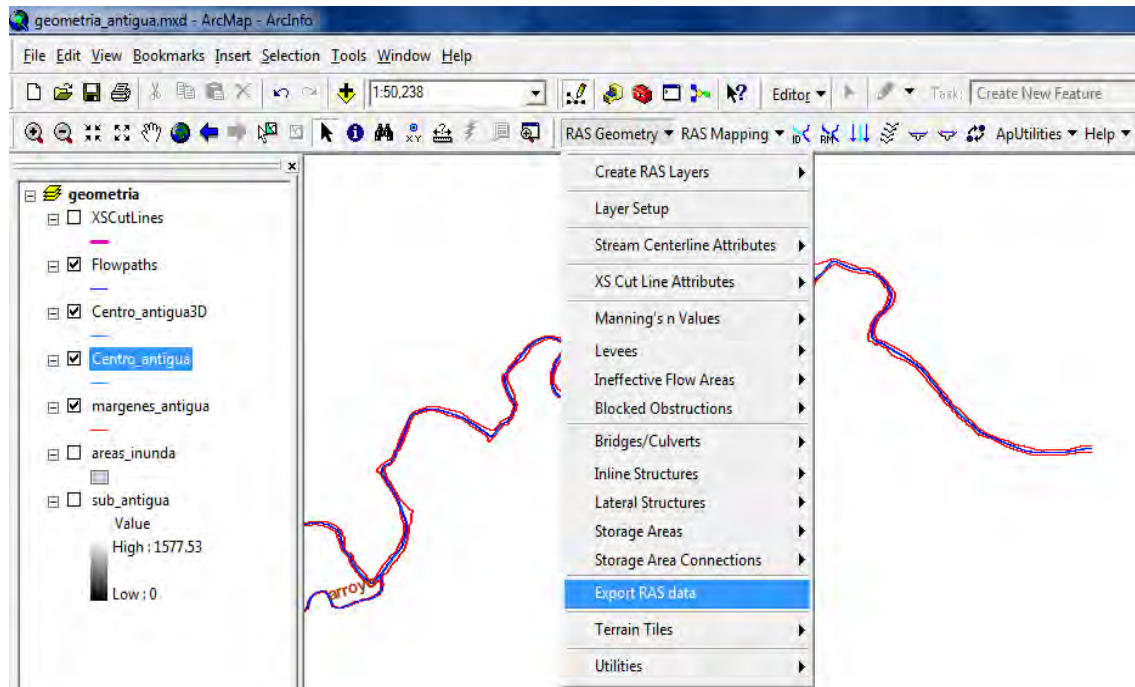 geometria_antigua.mxd - ArcMap - ArcInfo
File Edit View Bookmarks Insert Selection Tools Window Help
1:50,238 Editor Task: Create New Feature
RAS Geometry RAS Mapping ID RM ApUtilities Help
geometria
XSCutLines
Flowpaths
Centro_antigua3D
Centro_antigua
margenes_antigua
areas_inunda
sub_antigua
Value
High : 1577.53
Low : 0
Create RAS Layers
Layer Setup
Stream Centerline Attributes
XS Cut Line Attributes
Manning's n Values
Levees
Ineffective Flow Areas
Blocked Obstructions
Bridges/Culverts
Inline Structures
Lateral Structures
Storage Areas
Storage Area Connections
Export RAS data
Terrain Tiles
Utilities
arroyo